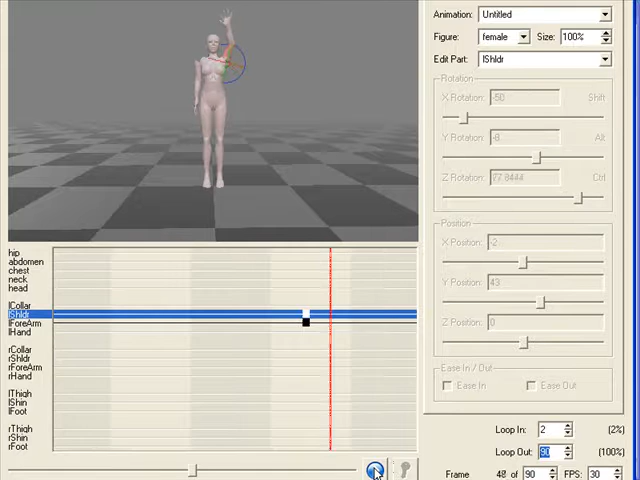 Animation: Untitled
Figure: female Size: 100%
Edit Part: lShldr
Rotation
X Rotation: -50 Shift
Y Rotation: -8 Alt
Z Rotation: 77.8444 Ctrl
Position
X Position: -2
Y Position: 43
Z Position: 0
Ease In / Out
Ease In Ease Out
hip
abdomen
chest
neck
head
lCollar
lShldr
lForeArm
lHand
rCollar
rShldr
rForeArm
rHand
lThigh
lShin
lFoot
rThigh
rShin
rFoot
Loop In: 2 (2%)
Loop Out: 90 (100%)
Frame 48 of 90 FPS: 30